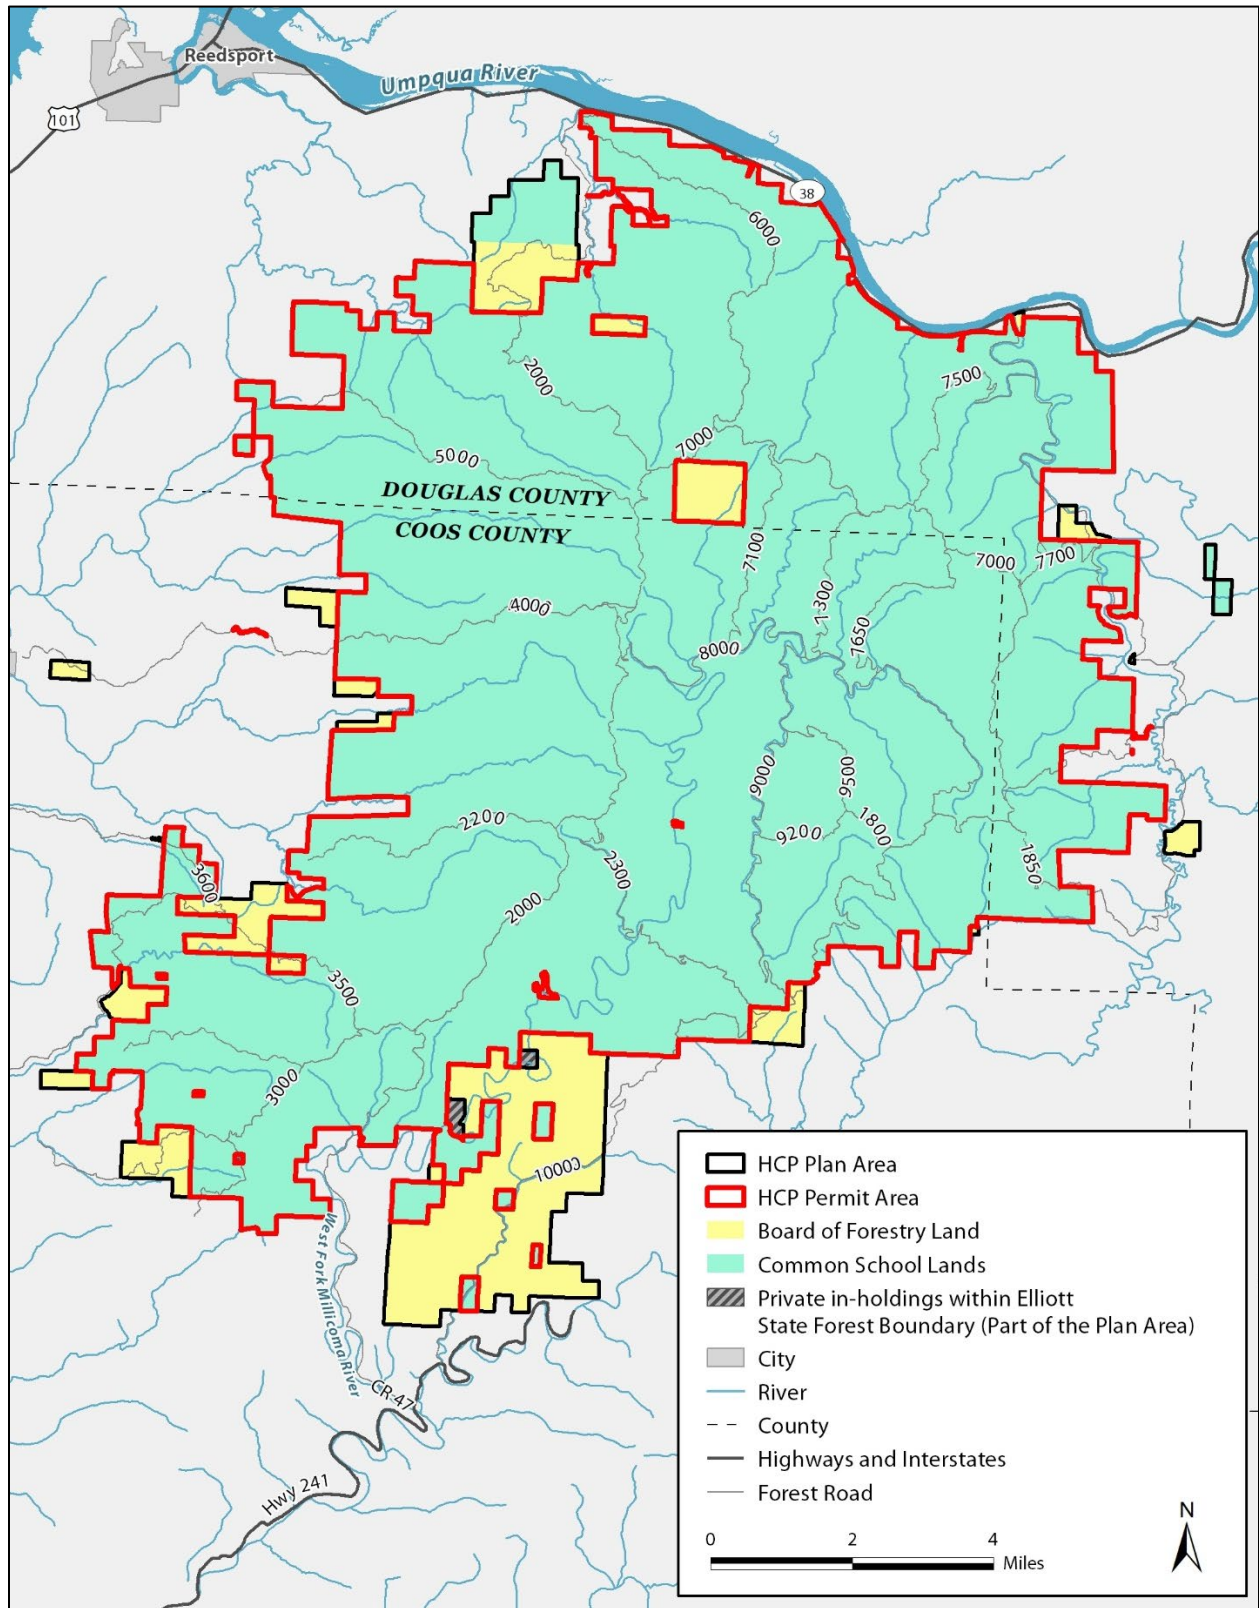 Reedsport
Umpqua River
101
38
6000
2000
7500
7000
5000
DOUGLAS COUNTY
COOS COUNTY
7100
7000
7700
4000
7300
7650
8000
9000
9500
2200
9200
1800
2300
1850
3600
2000
3500
3000
10000
West Fork Millicoma River
CR 47
Hwy 241
HCP Plan Area
HCP Permit Area
Board of Forestry Land
Common School Lands
Private in-holdings within Elliott
State Forest Boundary (Part of the Plan Area)
City
River
County
Highways and Interstates
Forest Road
N
0 2 4
Miles